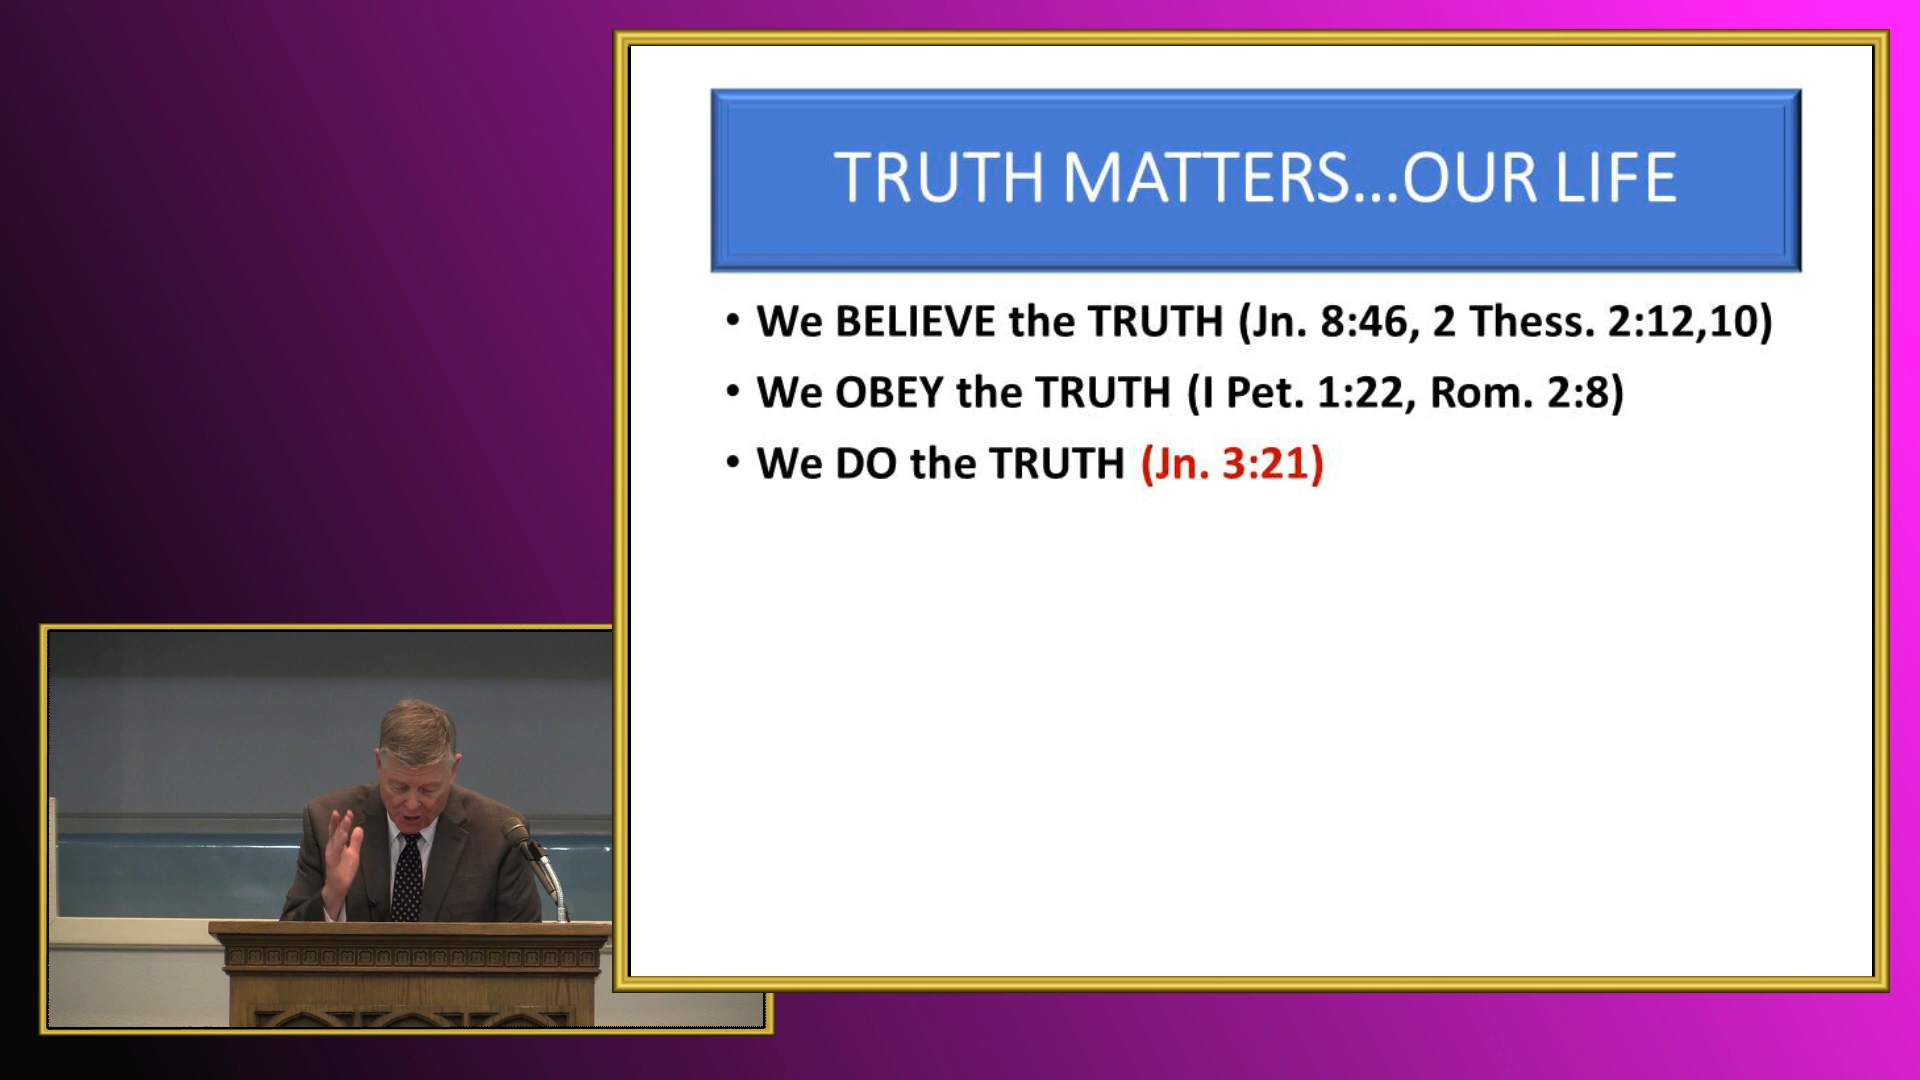 TRUTH MATTERS...OUR LIFE
• We BELIEVE the TRUTH (Jn. 8:46, 2 Thess. 2:12,10)
• We OBEY the TRUTH (I Pet. 1:22, Rom. 2:8)
• We DO the TRUTH (Jn. 3:21)